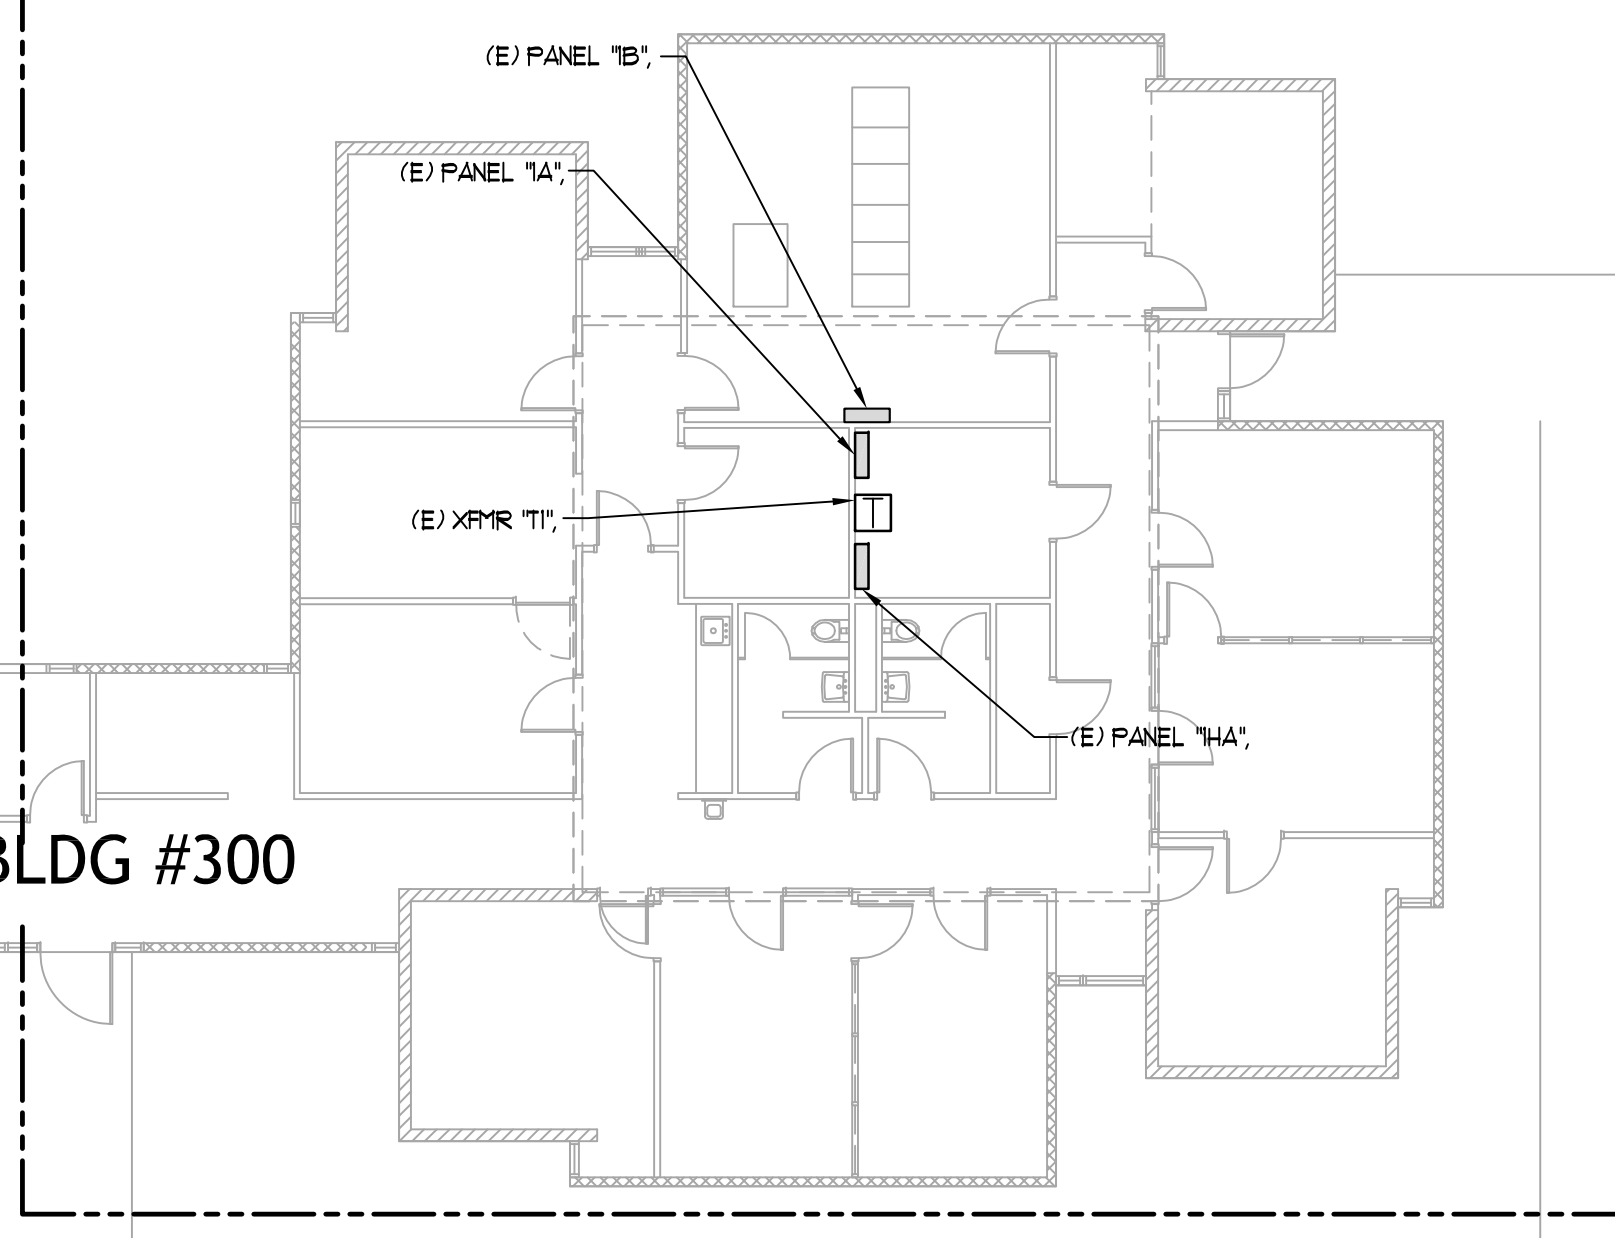 (E) PANEL "1B",
(E) PANEL "1A",
(E) XFMR "T1",
T
(E) PANEL "1HA",
BLDG #300